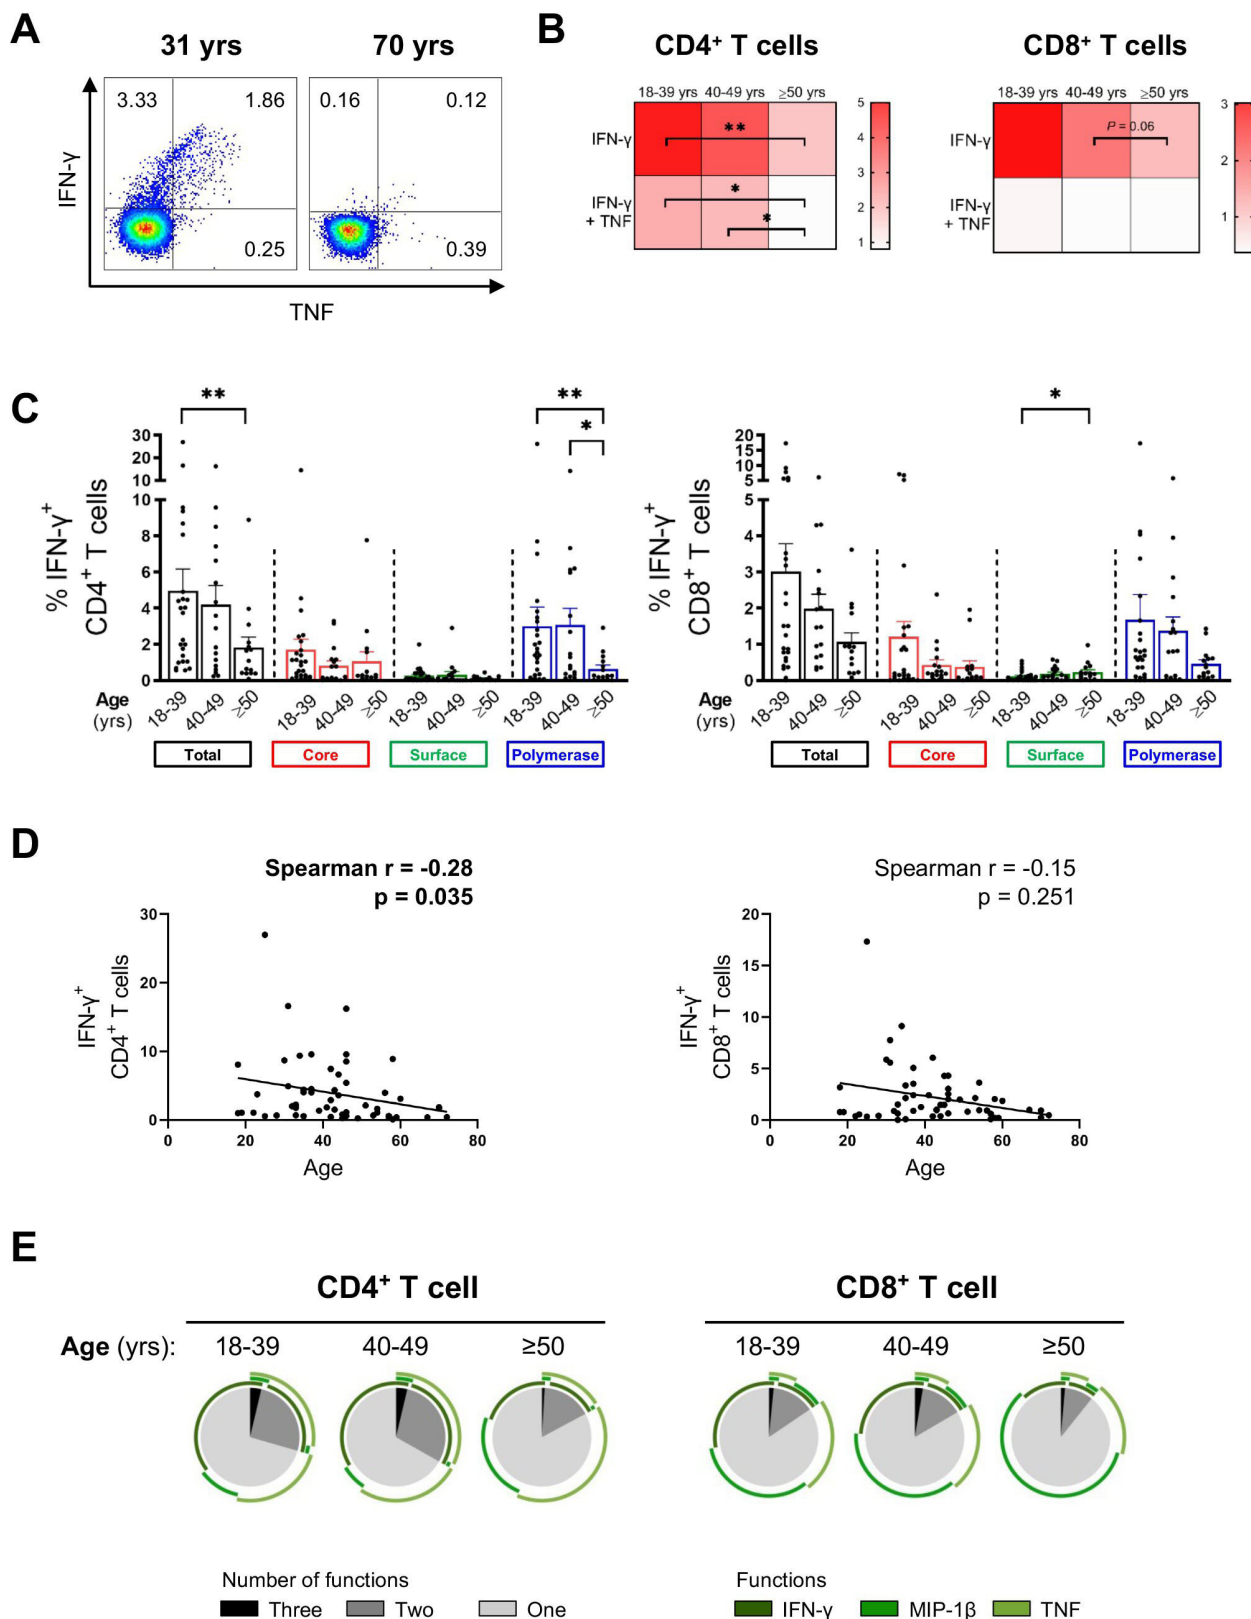 A
31 yrs
70 yrs
3.33
1.86
0.25
0.16
0.12
0.39
IFN-γ
TNF
B
CD4+ T cells
CD8+ T cells
18-39 yrs 40-49 yrs ≥50 yrs
IFN-γ
**
IFN-γ
+ TNF
*
*
5
4
3
2
1
18-39 yrs 40-49 yrs ≥50 yrs
IFN-γ
P = 0.06
IFN-γ
+ TNF
3
2
1
C
% IFN-γ+
CD4+ T cells
30
20
10
10
8
6
4
2
0
**
**
*
Age
(yrs)
18-39 40-49 ≥50 18-39 40-49 ≥50 18-39 40-49 ≥50 18-39 40-49 ≥50
Total Core Surface Polymerase
% IFN-γ+
CD8+ T cells
20
15
10
5
5
4
3
2
1
0
*
Age
(yrs)
18-39 40-49 ≥50 18-39 40-49 ≥50 18-39 40-49 ≥50 18-39 40-49 ≥50
Total Core Surface Polymerase
D
Spearman r = -0.28
p = 0.035
IFN-γ+
CD4+ T cells
30
20
10
0
0 20 40 60 80
Age
Spearman r = -0.15
p = 0.251
IFN-γ+
CD8+ T cells
20
15
10
5
0
0 20 40 60 80
Age
E
CD4+ T cell
CD8+ T cell
Age (yrs): 18-39 40-49 ≥50
18-39 40-49 ≥50
Number of functions
Three Two One
Functions
IFN-γ MIP-1β TNF